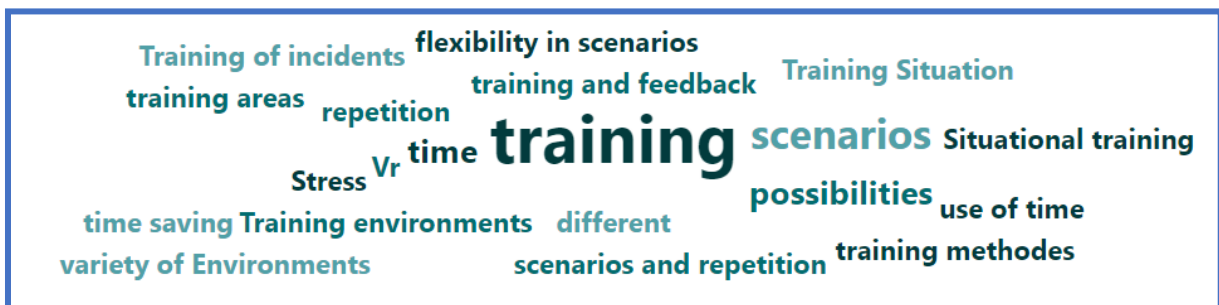 flexibility in scenarios
Training of incidents
Training Situation
training and feedback
training areas
repetition
training
scenarios
Situational training
time
Vr
Stress
possibilities
use of time
time saving
Training environments
different
training methodes
variety of Environments
scenarios and repetition